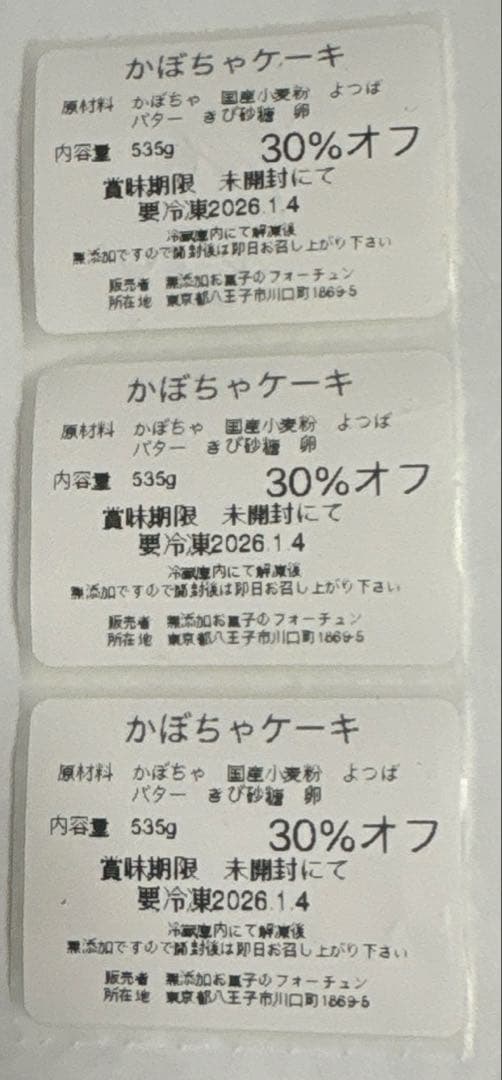 かぼちゃケーキ
原材料 かぼちゃ 国産小麦粉 よつば
バター きび砂糖 卵
内容量 535g 30%オフ
賞味期限 未開封にて
要冷凍2026.1.4
冷蔵庫内にて解凍後
無添加ですので開封後は即日お召し上がり下さい
販売者 無添加お菓子のフォーチュン
所在地 東京都八王子市川口町1869-5
かぼちゃケーキ
原材料 かぼちゃ 国産小麦粉 よつば
バター きび砂糖 卵
内容量 535g 30%オフ
賞味期限 未開封にて
要冷凍2026.1.4
冷蔵庫内にて解凍後
無添加ですので開封後は即日お召し上がり下さい
販売者 無添加お菓子のフォーチュン
所在地 東京都八王子市川口町1869-5
かぼちゃケーキ
原材料 かぼちゃ 国産小麦粉 よつば
バター きび砂糖 卵
内容量 535g 30%オフ
賞味期限 未開封にて
要冷凍2026.1.4
冷蔵庫内にて解凍後
無添加ですので開封後は即日お召し上がり下さい
販売者 無添加お菓子のフォーチュン
所在地 東京都八王子市川口町1869-5